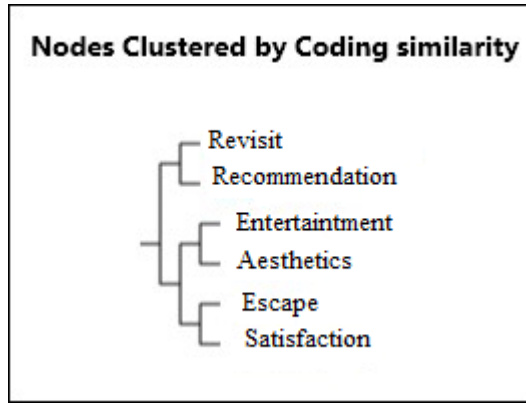 Nodes Clustered by Coding similarity
Revisit
Recommendation
Entertaintment
Aesthetics
Escape
Satisfaction